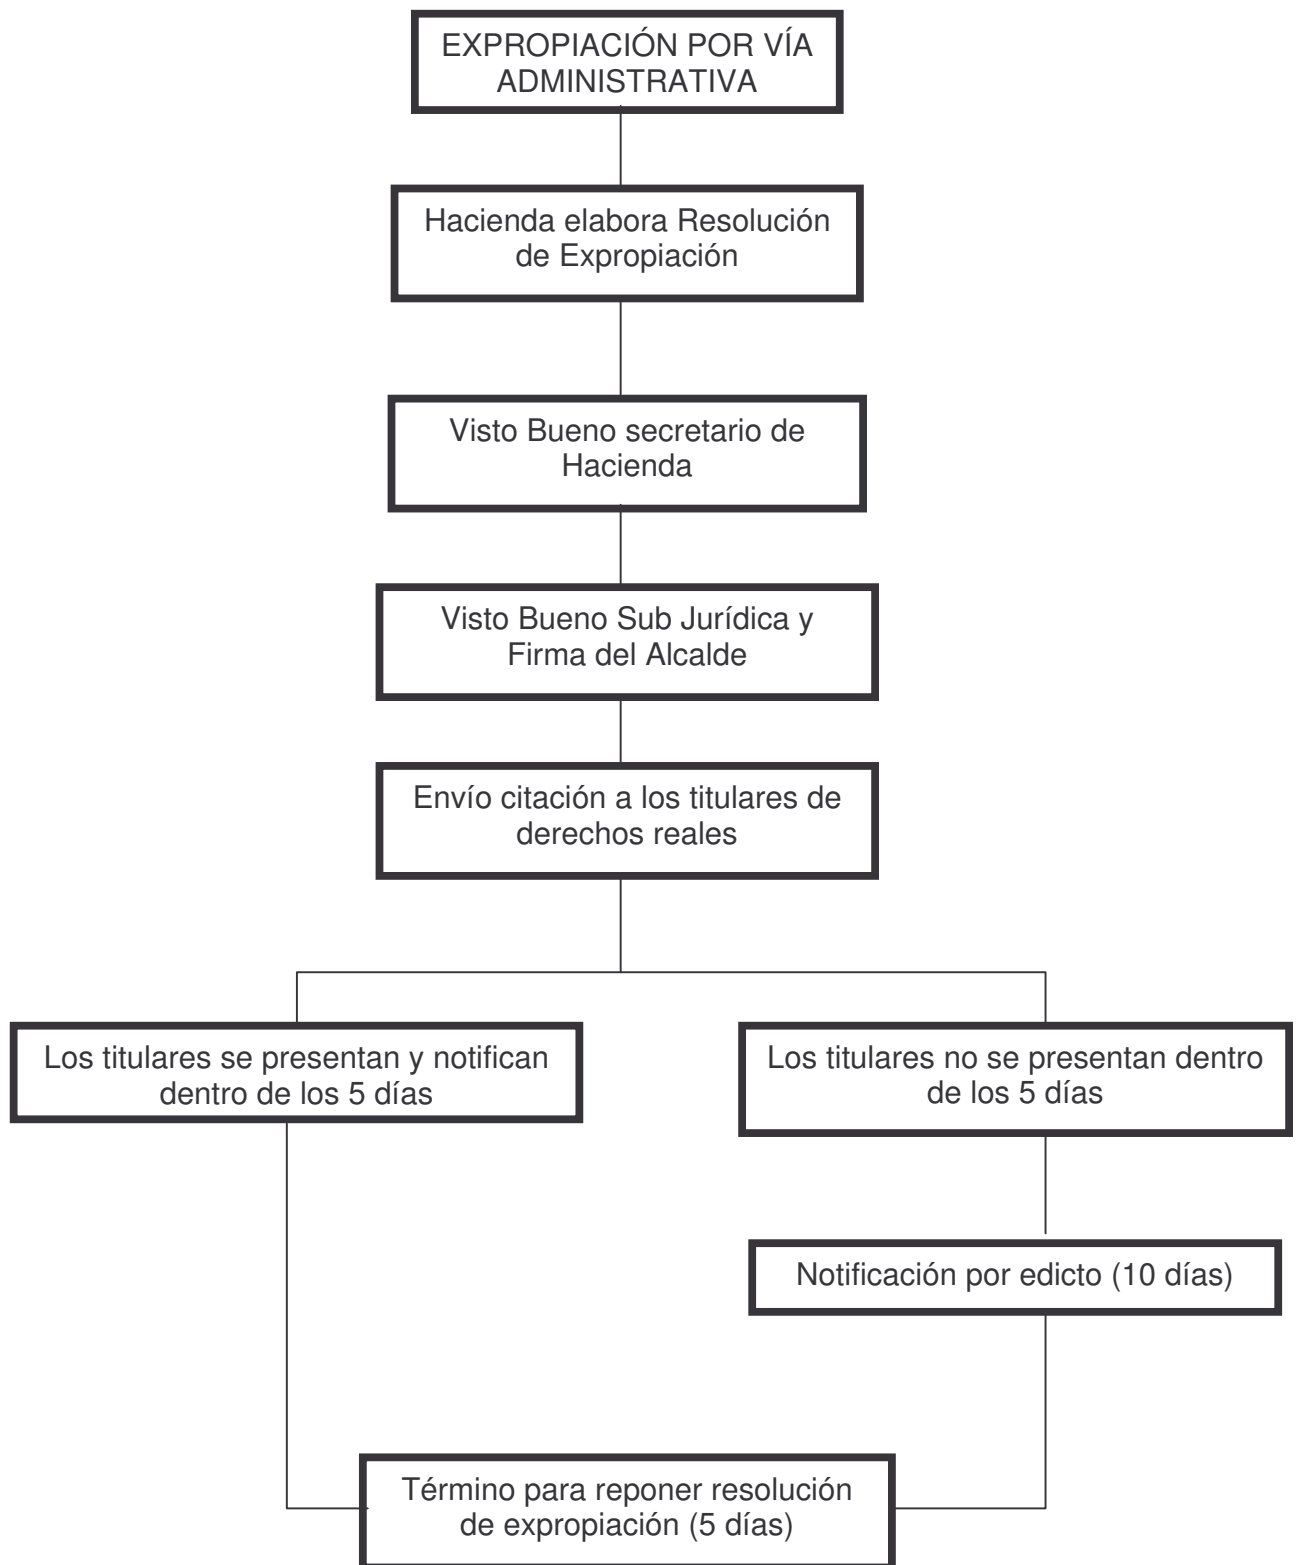 EXPROPIACIÓN POR VÍA
ADMINISTRATIVA
Hacienda elabora Resolución
de Expropiación
Visto Bueno secretario de
Hacienda
Visto Bueno Sub Jurídica y
Firma del Alcalde
Envío citación a los titulares de
derechos reales
Los titulares se presentan y notifican
dentro de los 5 días
Los titulares no se presentan dentro
de los 5 días
Notificación por edicto (10 días)
Término para reponer resolución
de expropiación (5 días)